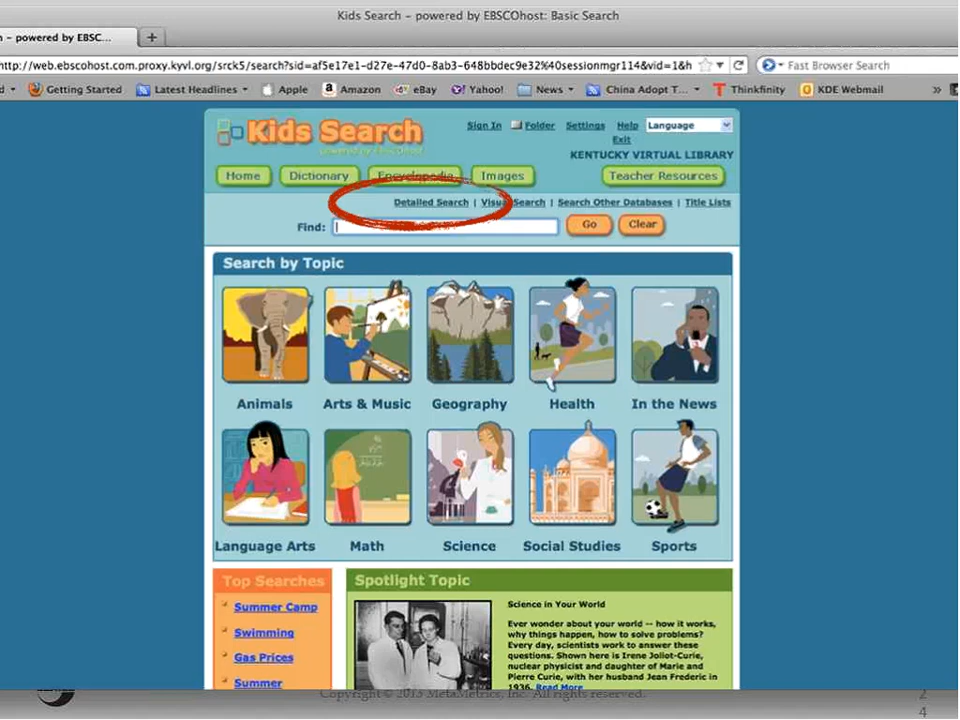 Kids Search – powered by EBSCOhost: Basic Search
h – powered by EBSC... +
http://web.ebscohost.com.proxy.kyvl.org/srck5/search?sid=af5e17e1-d27e-47d0-8ab3-648bbdec9e32%40sessionmgr114&vid=1&h Fast Browser Search
d Getting Started Latest Headlines Apple Amazon eBay Yahoo! News China Adopt T... Thinkfinity KDE Webmail »
Kids Search
powered by EBSCOhost
Sign In Folder Settings Help Language
Exit
KENTUCKY VIRTUAL LIBRARY
Home Dictionary Encyclopedia Images Teacher Resources
Detailed Search | Visual Search | Search Other Databases | Title Lists
Find: Go Clear
Search by Topic
Animals Arts & Music Geography Health In the News
Language Arts Math Science Social Studies Sports
Top Searches
Summer Camp
Swimming
Gas Prices
Summer
Spotlight Topic
Science in Your World
Ever wonder about your world -- how it works,
why things happen, how to solve problems?
Every day, scientists work to answer these
questions. Shown here is Irene Joliot-Curie,
nuclear physicist and daughter of Marie and
Pierre Curie, with her husband Jean Frederic in
1936. Read More
Copyright © 2013 MetaMetrics, Inc. All rights reserved.
2
4